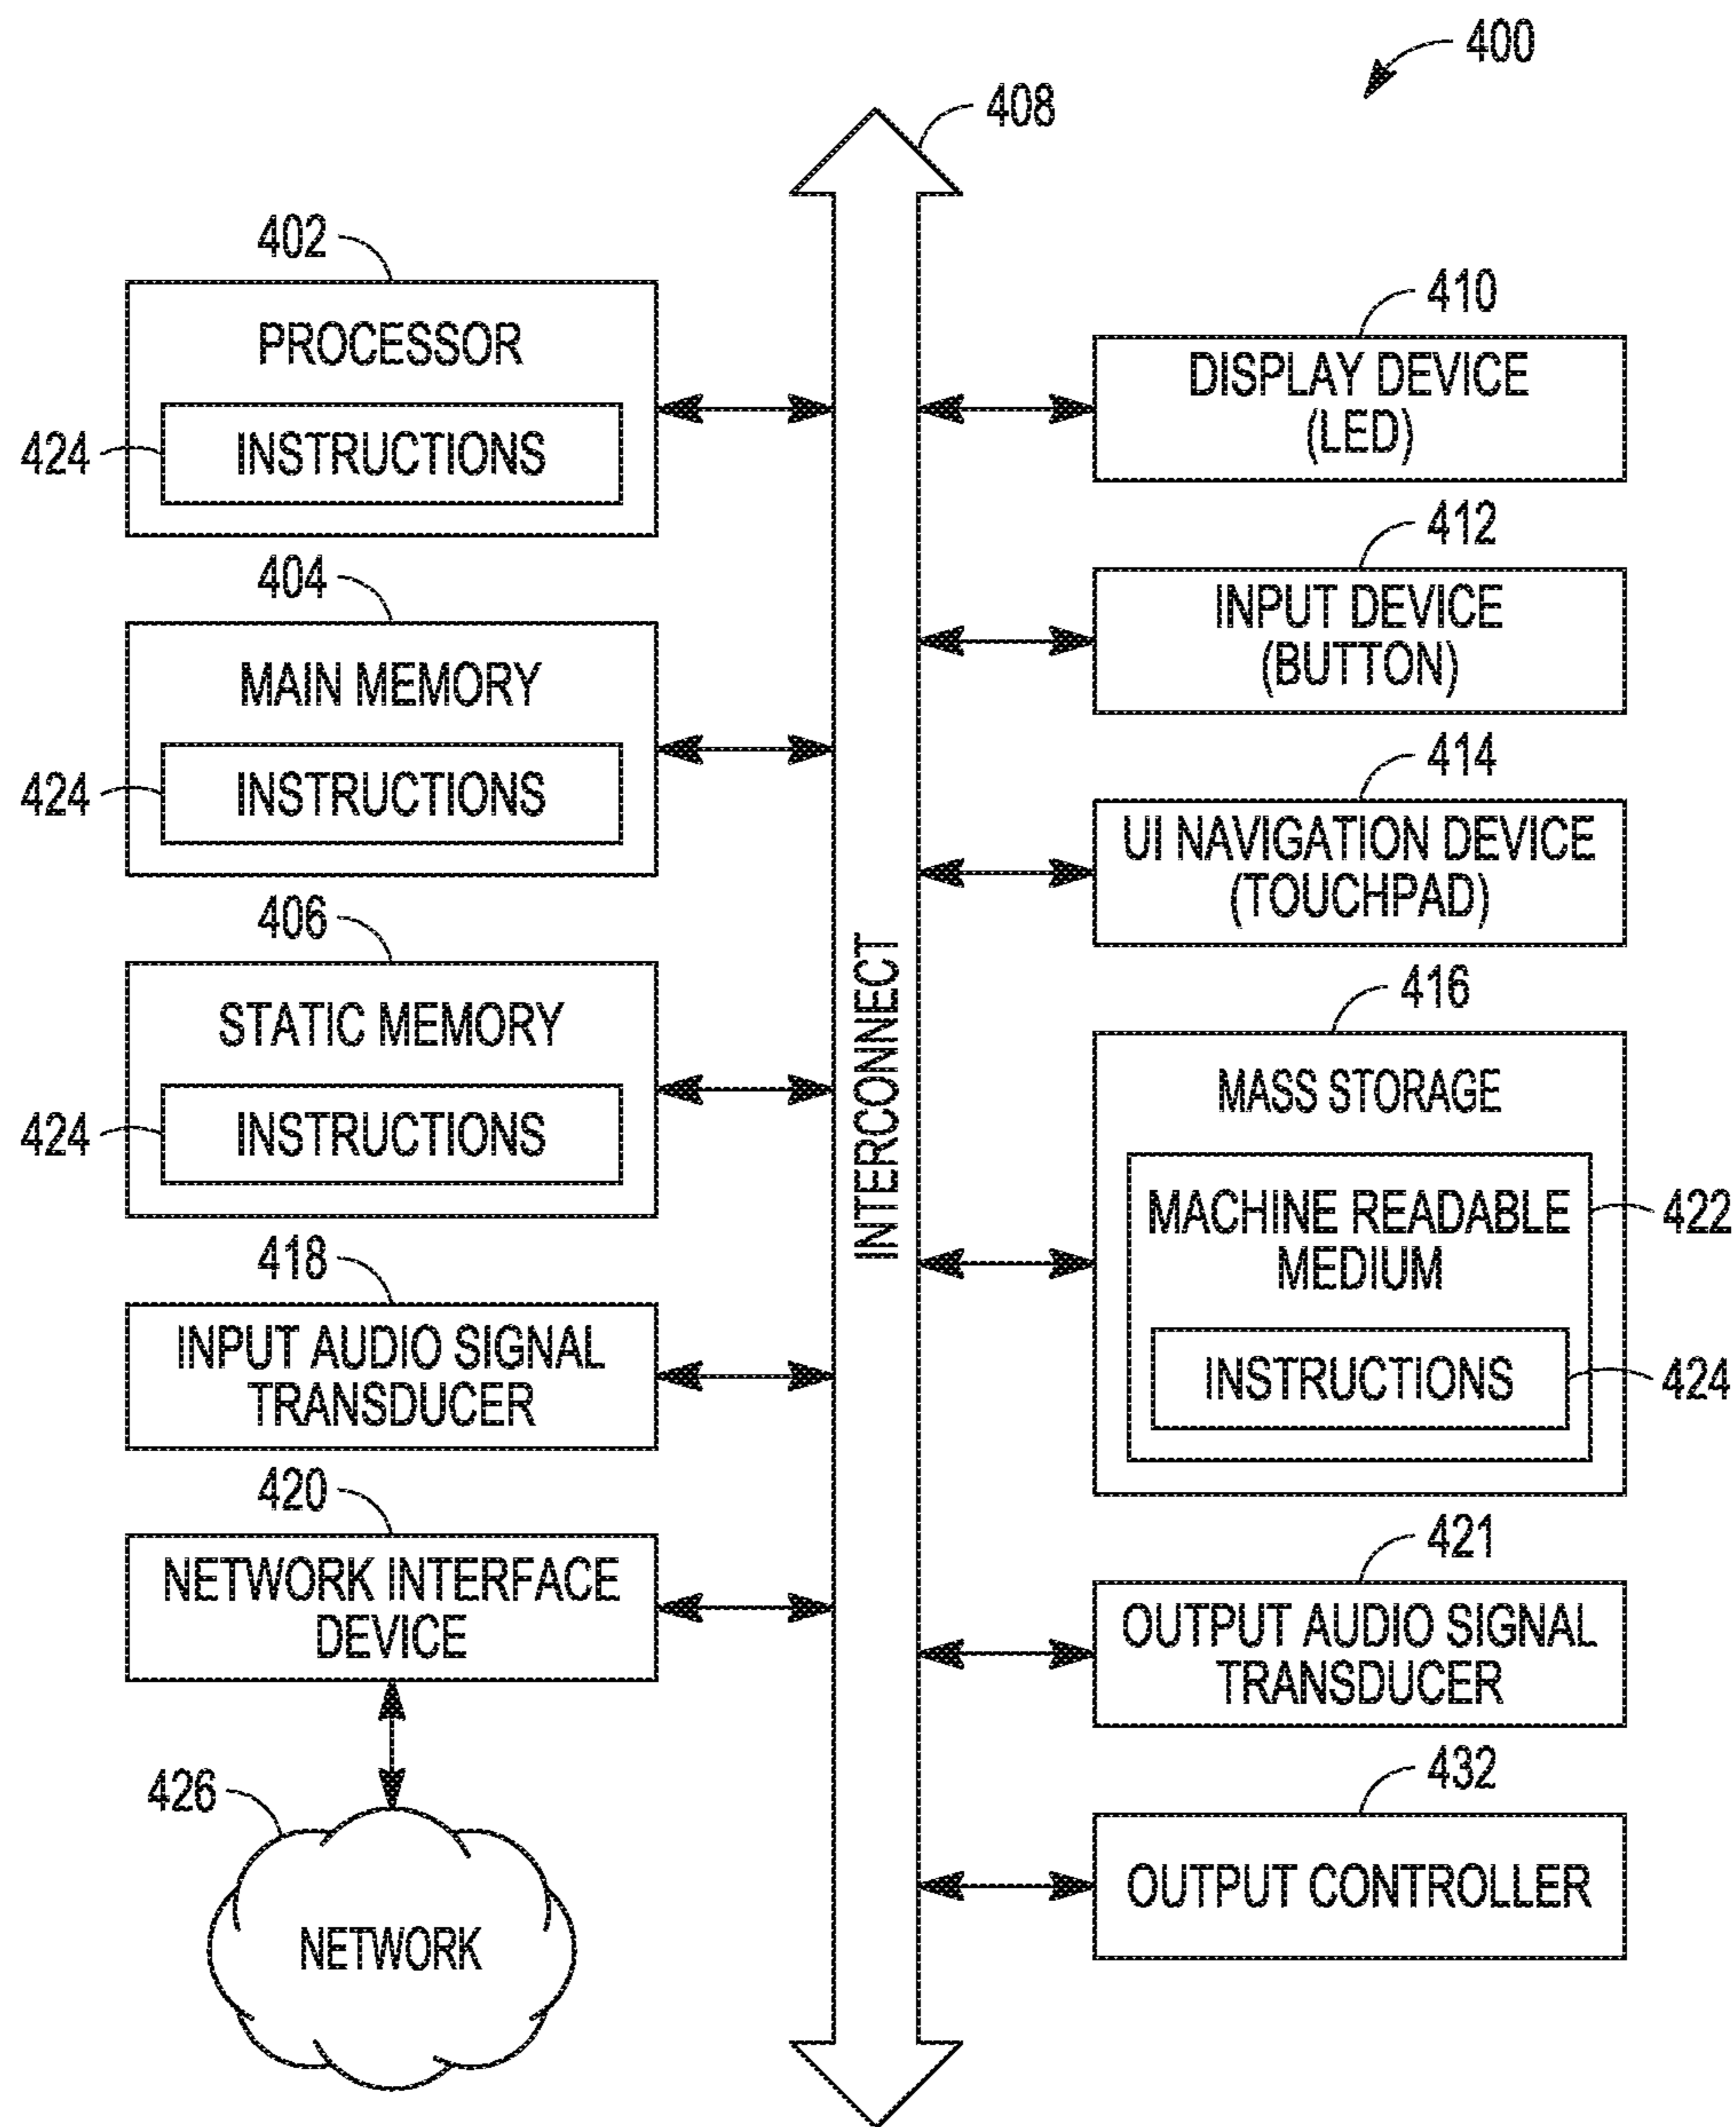 400
408
402
PROCESSOR
424
INSTRUCTIONS
404
MAIN MEMORY
424
INSTRUCTIONS
406
STATIC MEMORY
424
INSTRUCTIONS
418
INPUT AUDIO SIGNAL
TRANSDUCER
420
NETWORK INTERFACE
DEVICE
426
NETWORK
INTERCONNECT
410
DISPLAY DEVICE
(LED)
412
INPUT DEVICE
(BUTTON)
414
UI NAVIGATION DEVICE
(TOUCHPAD)
416
MASS STORAGE
MACHINE READABLE
MEDIUM
422
INSTRUCTIONS
424
421
OUTPUT AUDIO SIGNAL
TRANSDUCER
432
OUTPUT CONTROLLER